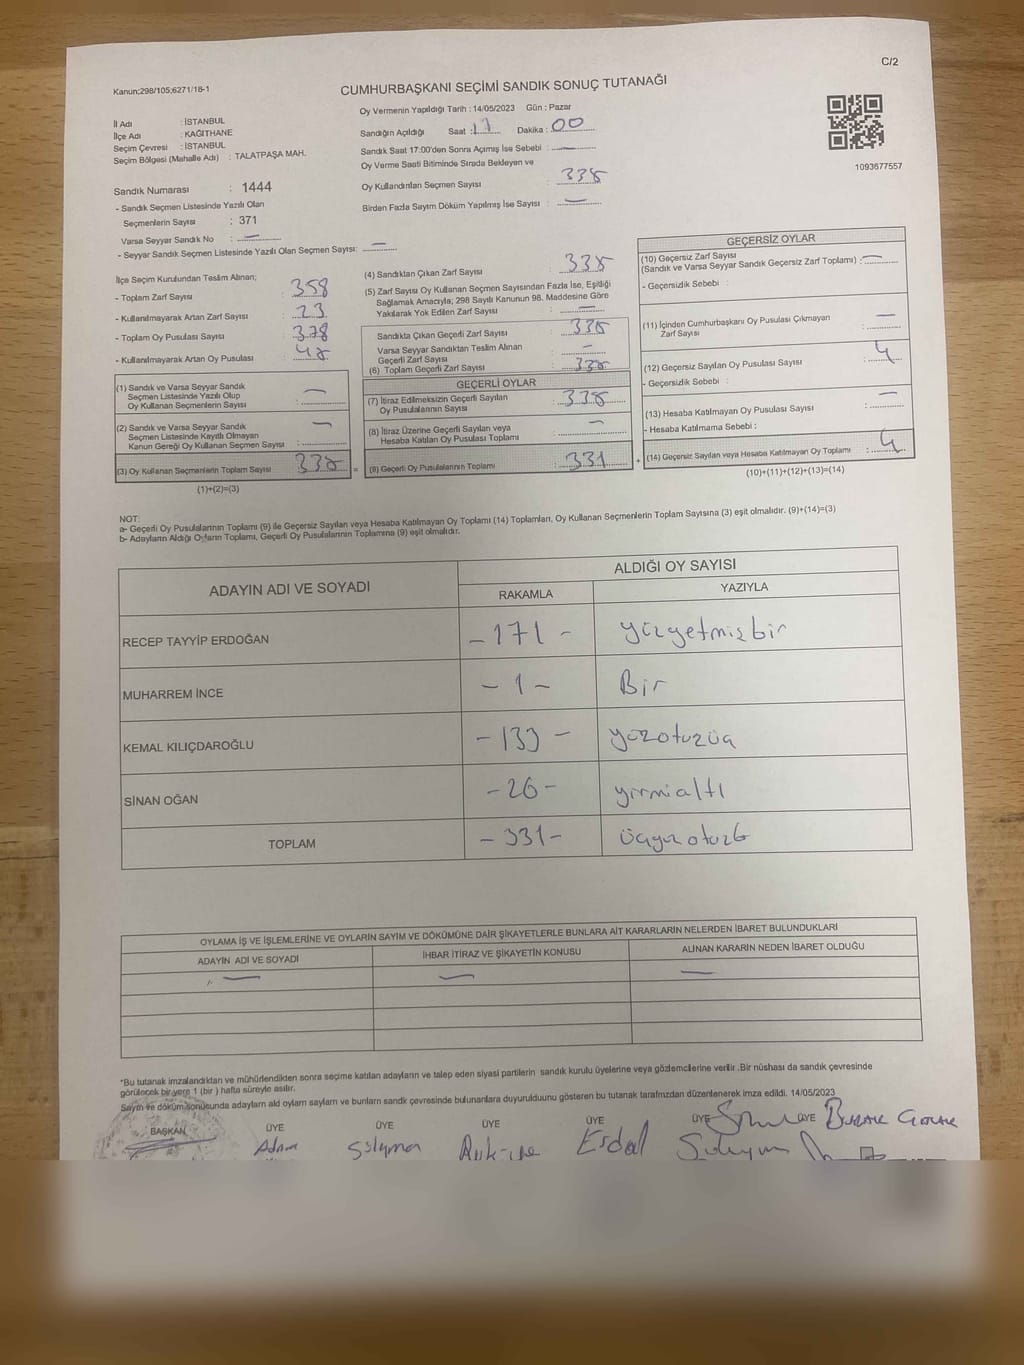 C/2
Kanun:298/105;6271/18-1
CUMHURBAŞKANI SEÇİMİ SANDIK SONUÇ TUTANAĞI
İl Adı : İSTANBUL
İlçe Adı : KAĞITHANE
Seçim Çevresi : İSTANBUL
Seçim Bölgesi (Mahalle Adı) : TALATPAŞA MAH.
Oy Vermenin Yapıldığı Tarih : 14/05/2023 Gün : Pazar
Sandığın Açıldığı Saat : 17 Dakika : 00
Sandık Saat 17:00'den Sonra Açılmış İse Sebebi : —
Oy Verme Saati Bitiminde Sırada Bekleyen ve
Oy Kullandırılan Seçmen Sayısı : 335
Birden Fazla Sayım Döküm Yapılmış İse Sayısı : —
1093677557
Sandık Numarası : 1444
- Sandık Seçmen Listesinde Yazılı Olan
Seçmenlerin Sayısı : 371
Varsa Seyyar Sandık No : —
- Seyyar Sandık Seçmen Listesinde Yazılı Olan Seçmen Sayısı: —
İlçe Seçim Kurulundan Teslim Alınan;
- Toplam Zarf Sayısı : 358
- Kullanılmayarak Artan Zarf Sayısı : 23
- Toplam Oy Pusulası Sayısı : 378
- Kullanılmayarak Artan Oy Pusulası :
(1) Sandık ve Varsa Seyyar Sandık
Seçmen Listesinde Yazılı Olup
Oy Kullanan Seçmenlerin Sayısı : —
(2) Sandık ve Varsa Seyyar Sandık
Seçmen Listesinde Kayıtlı Olmayan
Kanun Gereği Oy Kullanan Seçmen Sayısı : —
(3) Oy Kullanan Seçmenlerin Toplam Sayısı : 335
(1)+(2)=(3)
(4) Sandıktan Çıkan Zarf Sayısı : 335
(5) Zarf Sayısı Oy Kullanan Seçmen Sayısından Fazla İse, Eşitliği
Sağlamak Amacıyla; 298 Sayılı Kanunun 98. Maddesine Göre
Yakılarak Yok Edilen Zarf Sayısı : —
Sandıkta Çıkan Geçerli Zarf Sayısı : 335
Varsa Seyyar Sandıktan Teslim Alınan
Geçerli Zarf Sayısı : —
(6) Toplam Geçerli Zarf Sayısı : 335
GEÇERLİ OYLAR
(7) İtiraz Edilmeksizin Geçerli Sayılan
Oy Pusulalarının Sayısı : 335
(8) İtiraz Üzerine Geçerli Sayılan veya
Hesaba Katılan Oy Pusulası Toplamı : —
(9) Geçerli Oy Pusulalarının Toplamı : 331
GEÇERSİZ OYLAR
(10) Geçersiz Zarf Sayısı
(Sandık ve Varsa Seyyar Sandık Geçersiz Zarf Toplamı) : —
- Geçersizlik Sebebi :
(11) İçinden Cumhurbaşkanı Oy Pusulası Çıkmayan
Zarf Sayısı : —
(12) Geçersiz Sayılan Oy Pusulası Sayısı : 4
- Geçersizlik Sebebi :
(13) Hesaba Katılmayan Oy Pusulası Sayısı : —
- Hesaba Katılmama Sebebi :
(14) Geçersiz Sayılan veya Hesaba Katılmayan Oy Toplamı : 4
(10)+(11)+(12)+(13)=(14)
NOT:
a- Geçerli Oy Pusulalarının Toplamı (9) ile Geçersiz Sayılan veya Hesaba Katılmayan Oy Toplamı (14) Toplamları, Oy Kullanan Seçmenlerin Toplam Sayısına (3) eşit olmalıdır. (9)+(14)=(3)
b- Adayların Aldığı Oyların Toplamı, Geçerli Oy Pusulalarının Toplamına (9) eşit olmalıdır.
ADAYIN ADI VE SOYADI ALDIĞI OY SAYISI
RAKAMLA YAZIYLA
RECEP TAYYİP ERDOĞAN - 171 - yüzyetmişbir
MUHARREM İNCE - 1 - Bir
KEMAL KILIÇDAROĞLU - 133 - yüzotuzüç
SİNAN OĞAN - 26 - yirmialtı
TOPLAM - 331 -
OYLAMA İŞ VE İŞLEMLERİNE VE OYLARIN SAYIM VE DÖKÜMÜNE DAİR ŞİKAYETLERLE BUNLARA AİT KARARLARIN NELERDEN İBARET BULUNDUKLARI
ADAYIN ADI VE SOYADI İHBAR İTİRAZ VE ŞİKAYETİN KONUSU ALINAN KARARIN NEDEN İBARET OLDUĞU
— — —
*Bu tutanak imzalandıktan ve mühürlendikten sonra seçime katılan adayların ve talep eden siyasi partilerin sandık kurulu üyelerine veya gözlemcilerine verilir .Bir nüshası da sandık çevresinde
görülecek bir yere 1 (bir ) hafta süreyle asılır.
Sayım ve döküm sonucunda adayların ald oyların sayların ve bunların sandk çevresinde bulunanlara duyurulduunu gösteren bu tutanak tarafmzdan düzenlenerek imza edildi. 14/05/2023
BAŞKAN ÜYE ÜYE ÜYE ÜYE ÜYE ÜYE
Adem Süleyman Erdal Burak